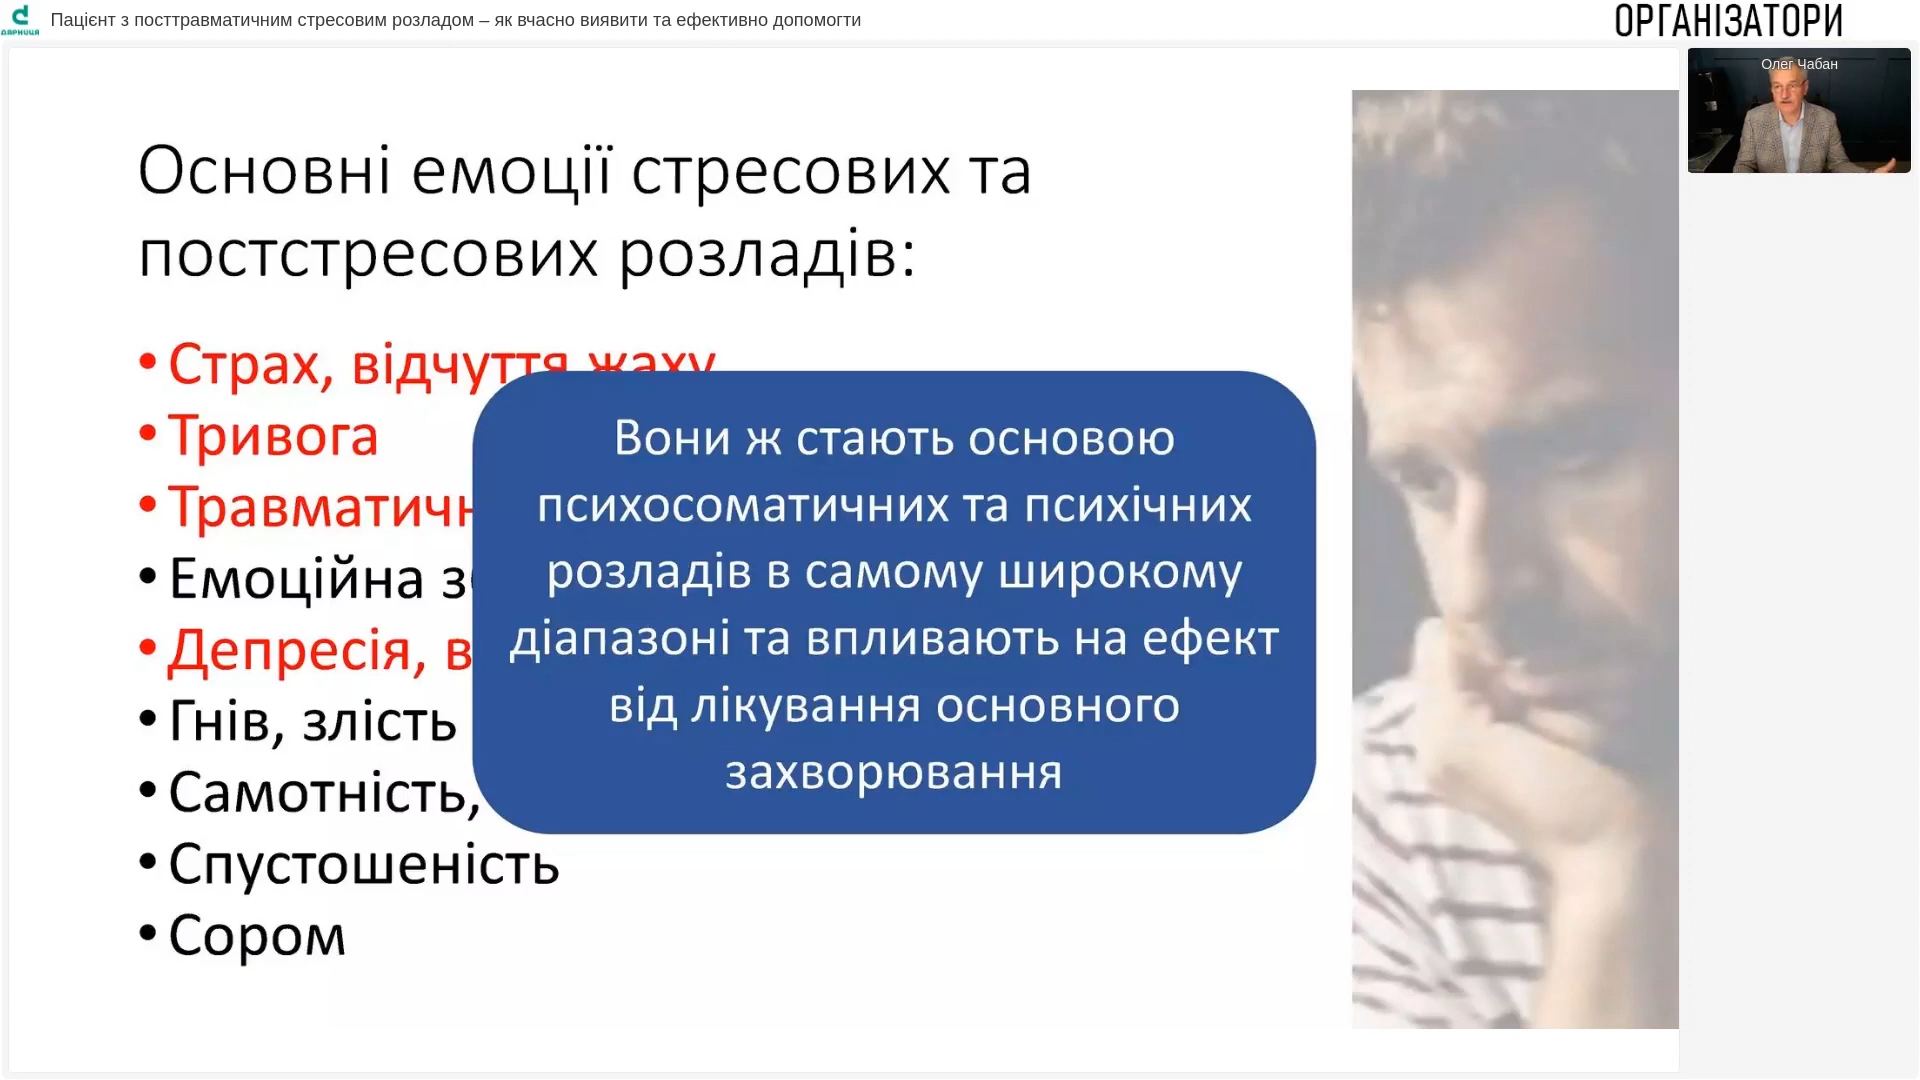 Пацієнт з посттравматичним стресовим розладом – як вчасно виявити та ефективно допомогти
ОРГАНІЗАТОРИ
ДАРНИЦЯ
Олег Чабан
Основні емоції стресових та
постстресових розладів:
• Страх, відчуття жаху
• Тривога
•
• Емоційна
• Депресія,
• Гнів, злість
• Самотність,
• Спустошеність
• Сором
Вони ж стають основою
психосоматичних та психічних
розладів в самому широкому
діапазоні та впливають на ефект
від лікування основного
захворювання